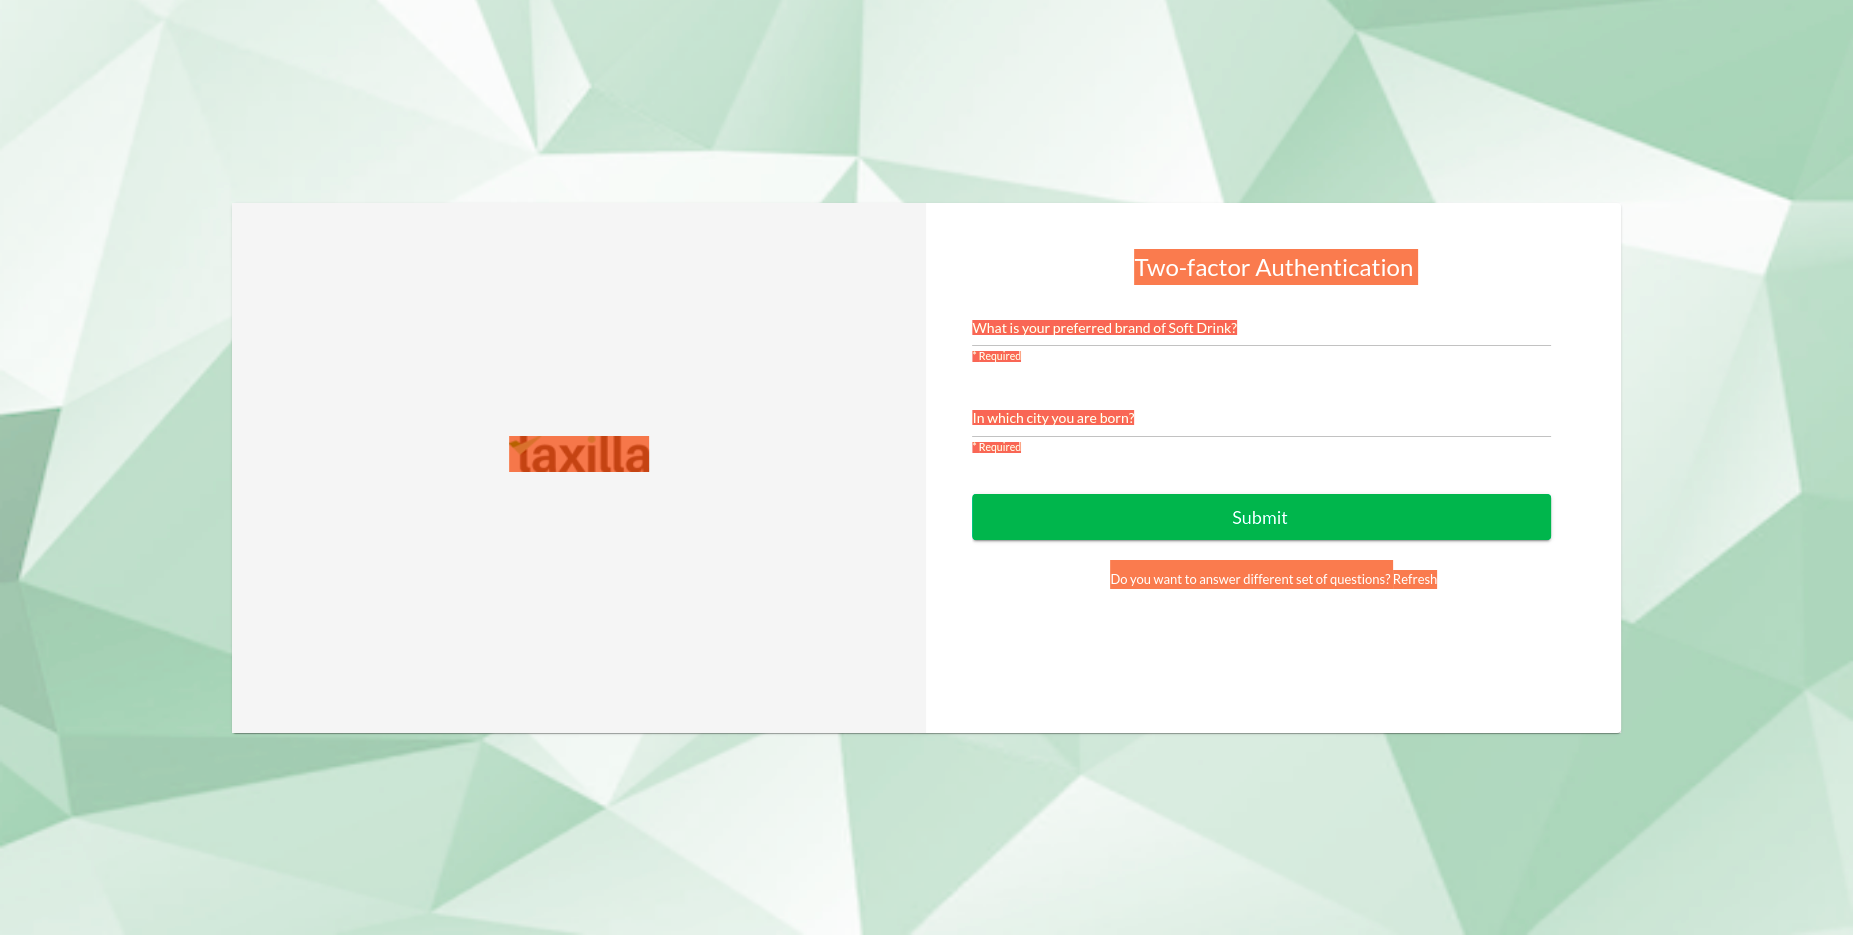 taxilla
Two-factor Authentication
What is your preferred brand of Soft Drink?
* Required
In which city you are born?
* Required
Submit
Do you want to answer different set of questions? Refresh